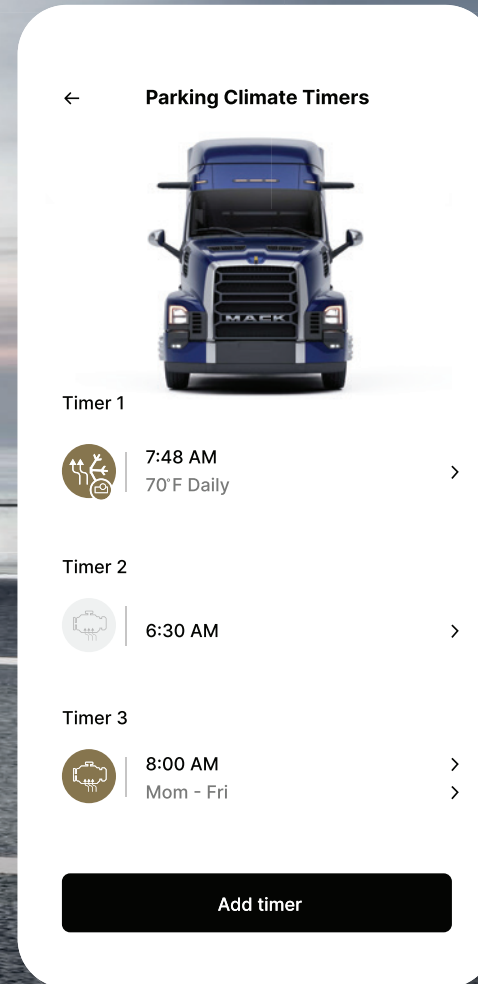 Parking Climate Timers
MACK
Timer 1
7:48 AM
70°F Daily
Timer 2
6:30 AM
Timer 3
8:00 AM
Mom - Fri
Add timer